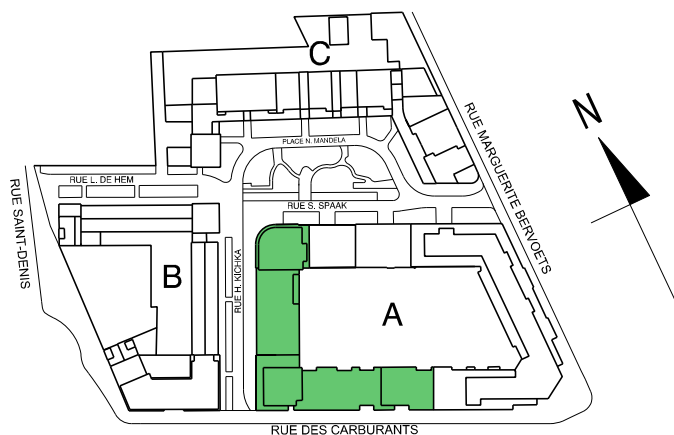 C
N
RUE MARGUERITE BERVOETS
PLACE N. MANDELA
RUE L. DE HEM
RUE SAINT-DENIS
RUE S. SPAAK
B
RUE H. KICHKA
A
RUE DES CARBURANTS